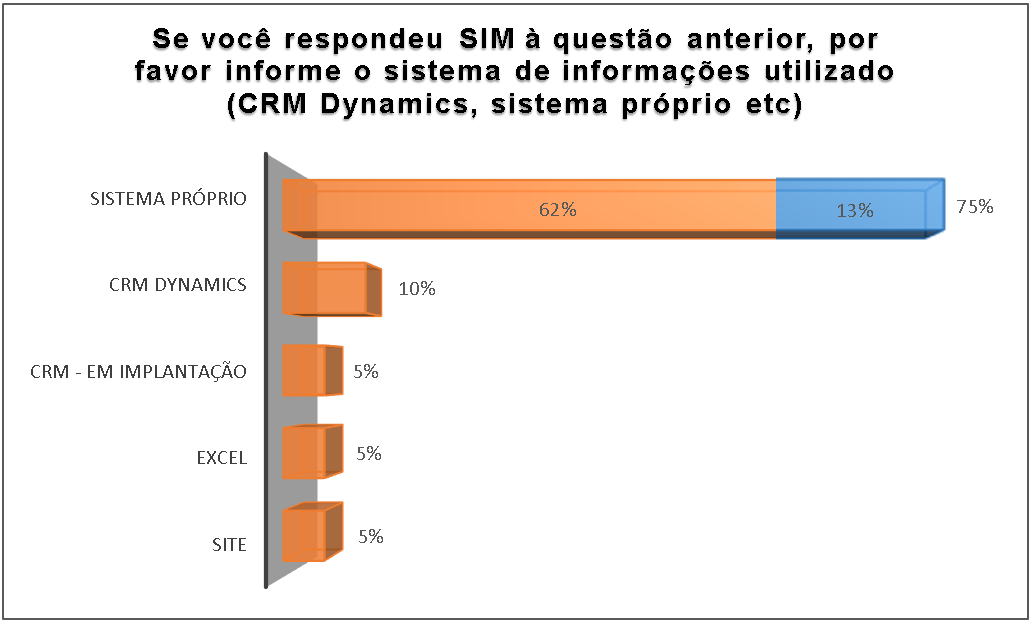 Se você respondeu SIM à questão anterior, por
favor informe o sistema de informações utilizado
(CRM Dynamics, sistema próprio etc)
SISTEMA PRÓPRIO
62%
13%
75%
CRM DYNAMICS
10%
CRM - EM IMPLANTAÇÃO
5%
EXCEL
5%
SITE
5%